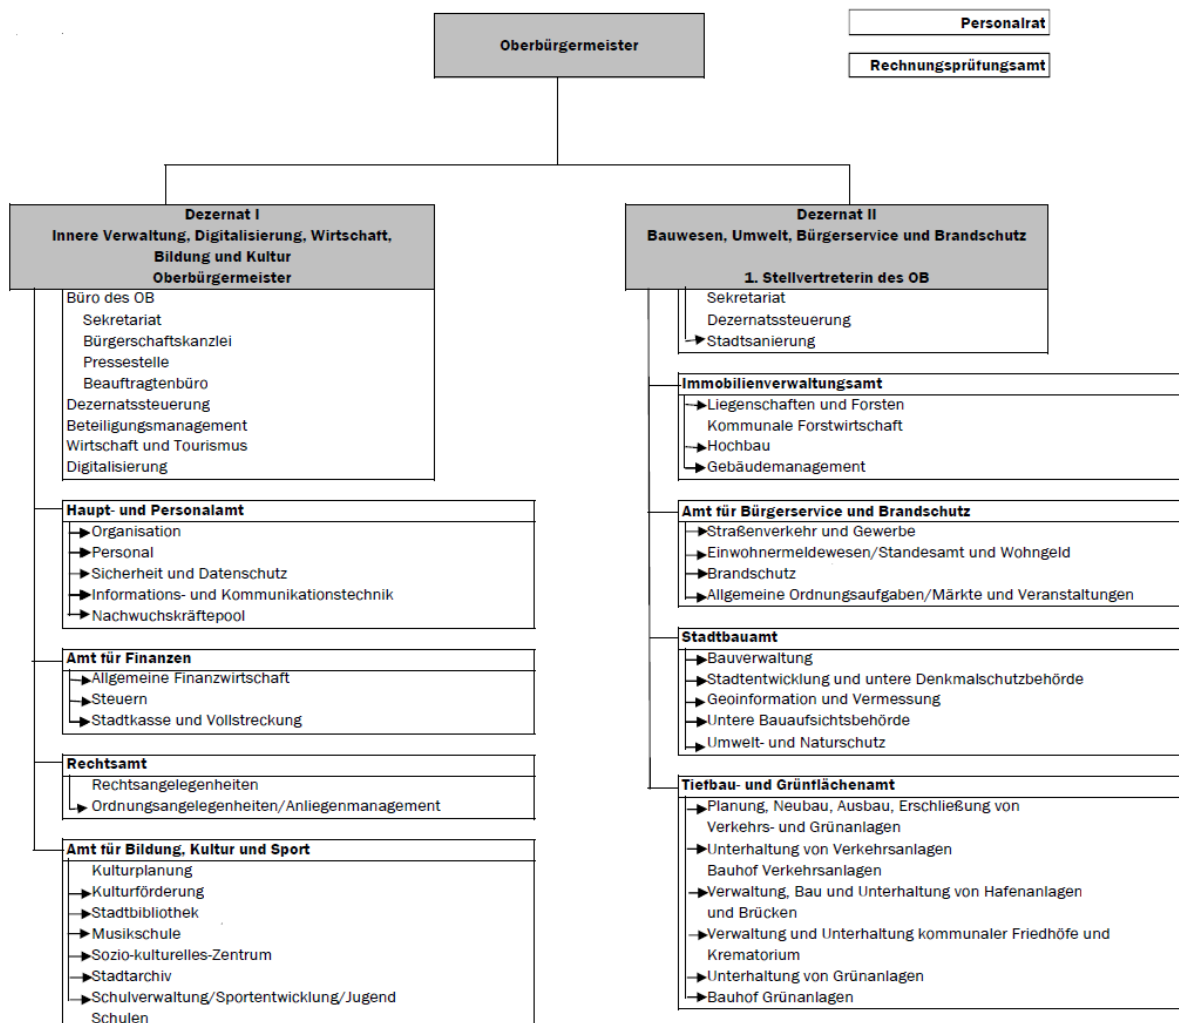 Oberbürgermeister
Personalrat
Rechnungsprüfungsamt
Dezernat I
Innere Verwaltung, Digitalisierung, Wirtschaft,
Bildung und Kultur
Oberbürgermeister
Büro des OB
Sekretariat
Bürgerschaftskanzlei
Pressestelle
Beauftragtenbüro
Dezernatssteuerung
Beteiligungsmanagement
Wirtschaft und Tourismus
Digitalisierung
Haupt- und Personalamt
Organisation
Personal
Sicherheit und Datenschutz
Informations- und Kommunikationstechnik
Nachwuchskräftepool
Amt für Finanzen
Allgemeine Finanzwirtschaft
Steuern
Stadtkasse und Vollstreckung
Rechtsamt
Rechtsangelegenheiten
Ordnungsangelegenheiten/Anliegenmanagement
Amt für Bildung, Kultur und Sport
Kulturplanung
Kulturförderung
Stadtbibliothek
Musikschule
Sozio-kulturelles-Zentrum
Stadtarchiv
Schulverwaltung/Sportentwicklung/Jugend
Schulen
Dezernat II
Bauwesen, Umwelt, Bürgerservice und Brandschutz
1. Stellvertreterin des OB
Sekretariat
Dezernatssteuerung
Stadtsanierung
Immobilienverwaltungsamt
Liegenschaften und Forsten
Kommunale Forstwirtschaft
Hochbau
Gebäudemanagement
Amt für Bürgerservice und Brandschutz
Straßenverkehr und Gewerbe
Einwohnermeldewesen/Standesamt und Wohngeld
Brandschutz
Allgemeine Ordnungsaufgaben/Märkte und Veranstaltungen
Stadtbauamt
Bauverwaltung
Stadtentwicklung und untere Denkmalschutzbehörde
Geoinformation und Vermessung
Untere Bauaufsichtsbehörde
Umwelt- und Naturschutz
Tiefbau- und Grünflächenamt
Planung, Neubau, Ausbau, Erschließung von
Verkehrs- und Grünanlagen
Unterhaltung von Verkehrsanlagen
Bauhof Verkehrsanlagen
Verwaltung, Bau und Unterhaltung von Hafenanlagen
und Brücken
Verwaltung und Unterhaltung kommunaler Friedhöfe und
Krematorium
Unterhaltung von Grünanlagen
Bauhof Grünanlagen